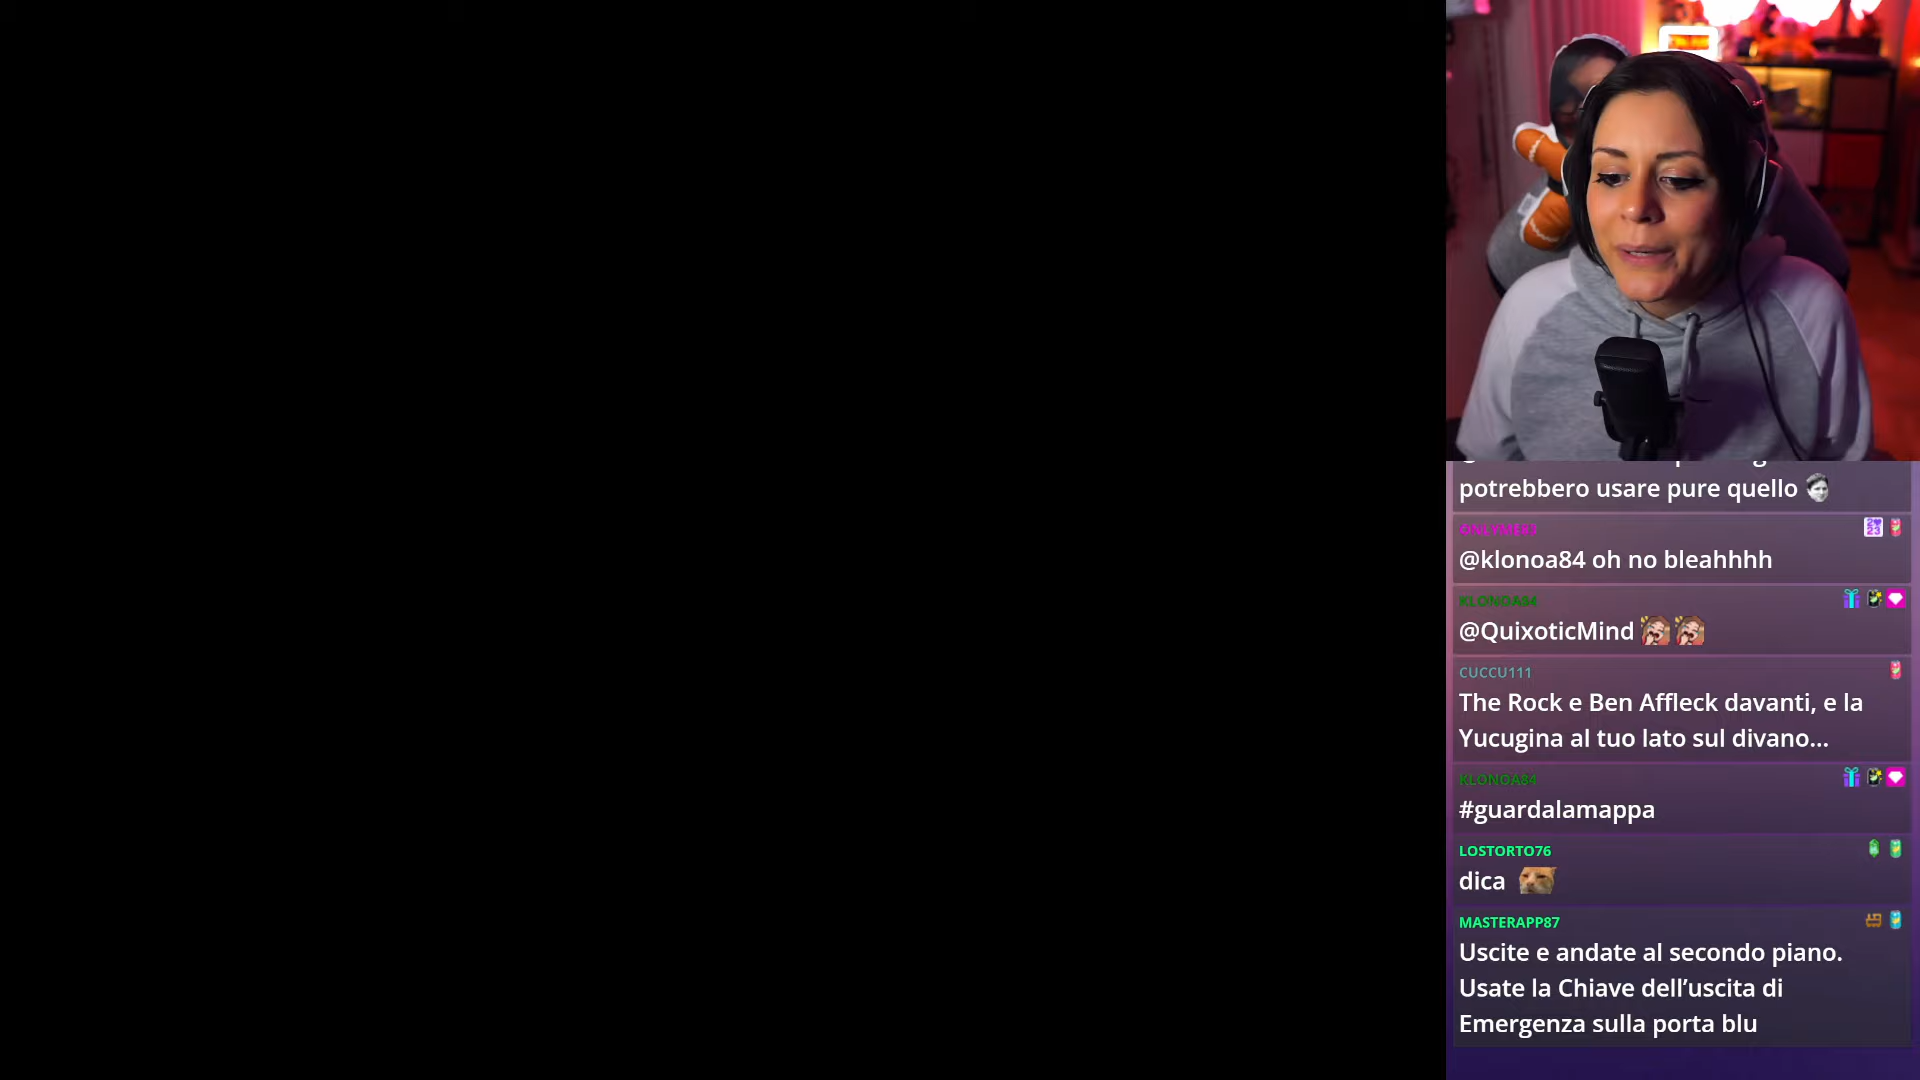 potrebbero usare pure quello
ONLYME83
@klonoa84 oh no bleahhhh
KLONOA84
@QuixoticMind
CUCCU111
The Rock e Ben Affleck davanti, e la
Yucugina al tuo lato sul divano...
KLONOA84
#guardalamappa
LOSTORTO76
dica
MASTERAPP87
Uscite e andate al secondo piano.
Usate la Chiave dell’uscita di
Emergenza sulla porta blu